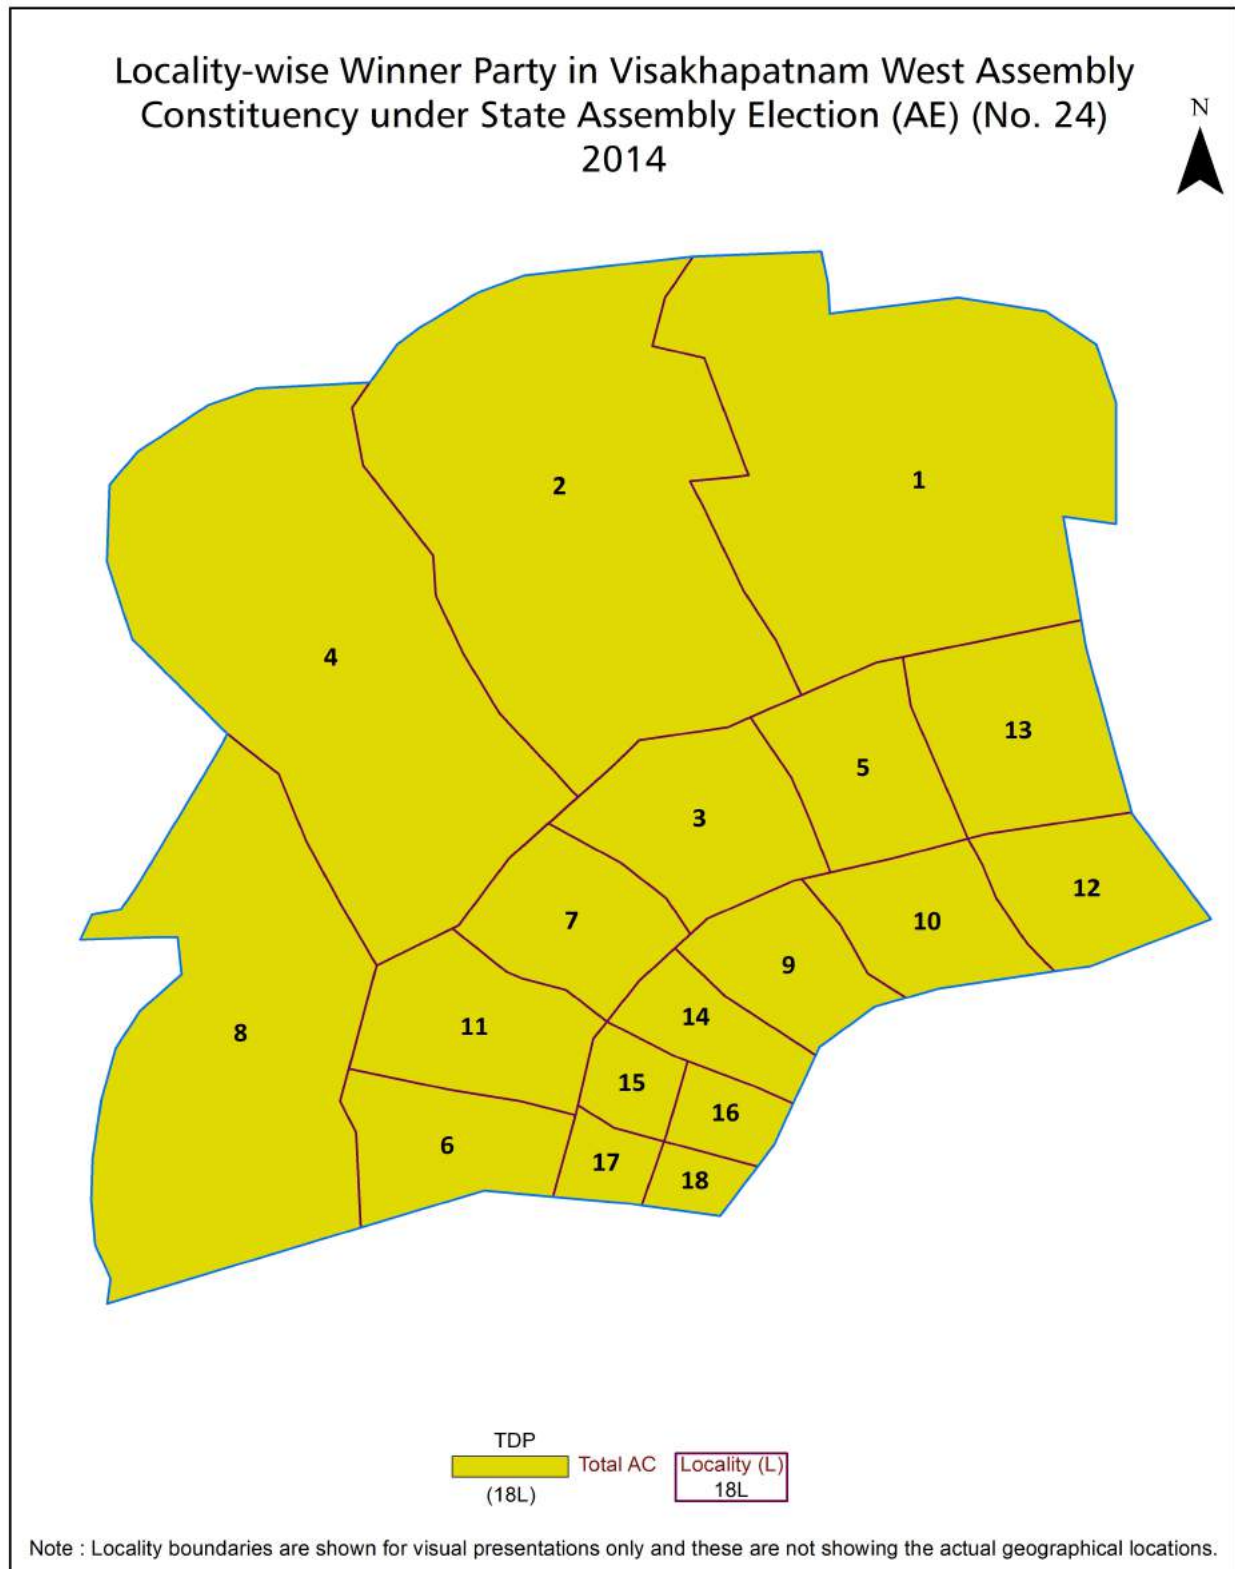 Locality-wise Winner Party in Visakhapatnam West Assembly
Constituency under State Assembly Election (AE) (No. 24)
2014
N
2
1
4
13
5
3
12
7
10
9
14
11
8
15
16
6
17
18
TDP
Total AC
Locality (L)
18L
(18L)
Note : Locality boundaries are shown for visual presentations only and these are not showing the actual geographical locations.